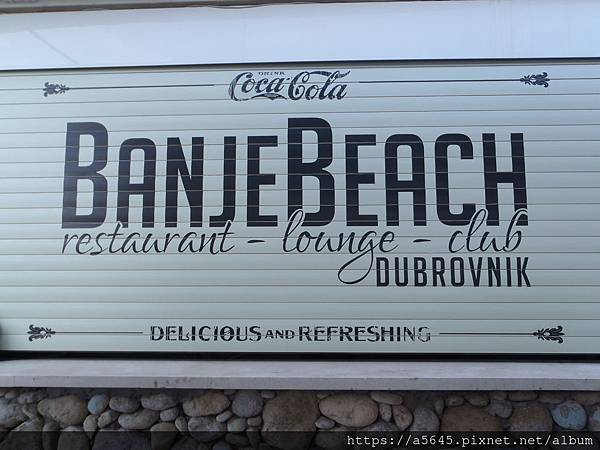 DRINK
Coca-Cola
BANJEBEACH
restaurant - lounge - club
DUBROVNIK
DELICIOUS AND REFRESHING
https://a5645.pixnet.net/album